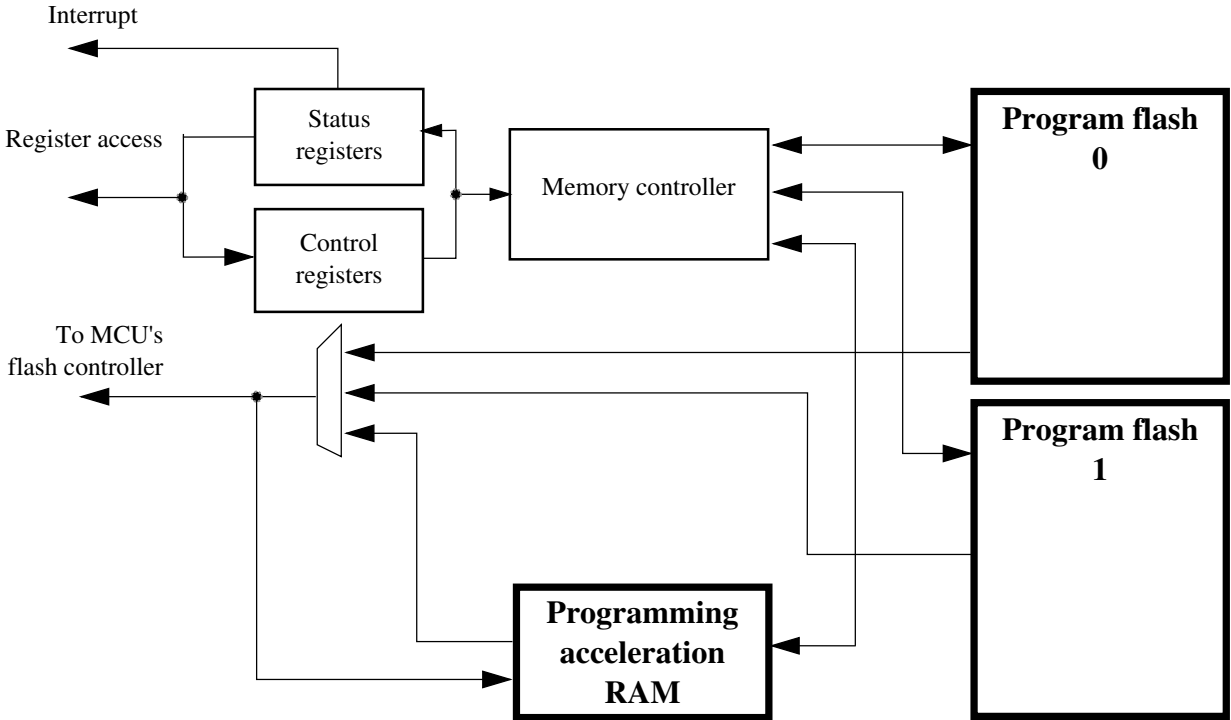 Interrupt
Register access
Status
registers
Control
registers
Memory controller
Program flash
0
To MCU's
flash controller
Program flash
1
Programming
acceleration
RAM